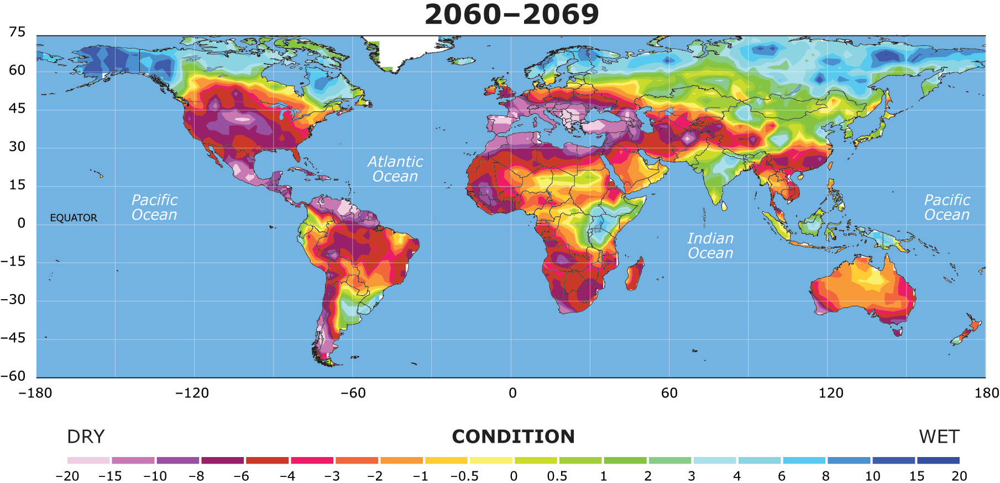 2060–2069
75
60
45
30
15
0
–15
–30
–45
–60
Atlantic
Ocean
Pacific
Ocean
EQUATOR
Pacific
Ocean
Indian
Ocean
–180 –120 –60 0 60 120 180
DRY CONDITION WET
–20 –15 –10 –8 –6 –4 –3 –2 –1 –0.5 0 0.5 1 2 3 4 6 8 10 15 20